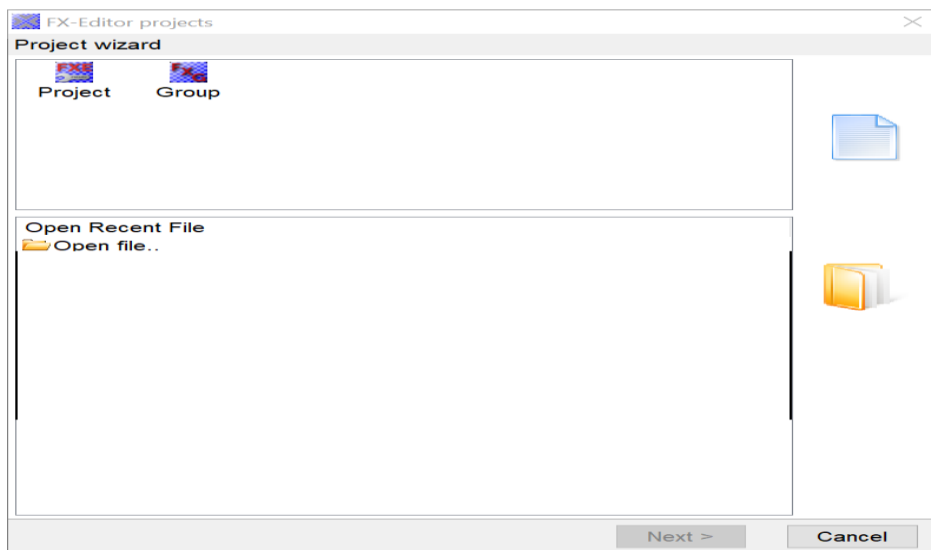 FX-Editor projects
Project wizard
Project Group
Open Recent File
Open file..
Next > Cancel